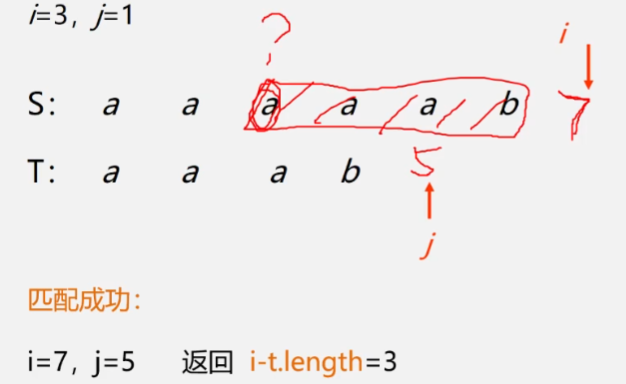 i=3, j=1
?
i
S: a a a a a b 7
T: a a a b 5
j
匹配成功：
i=7, j=5 返回 i-t.length=3